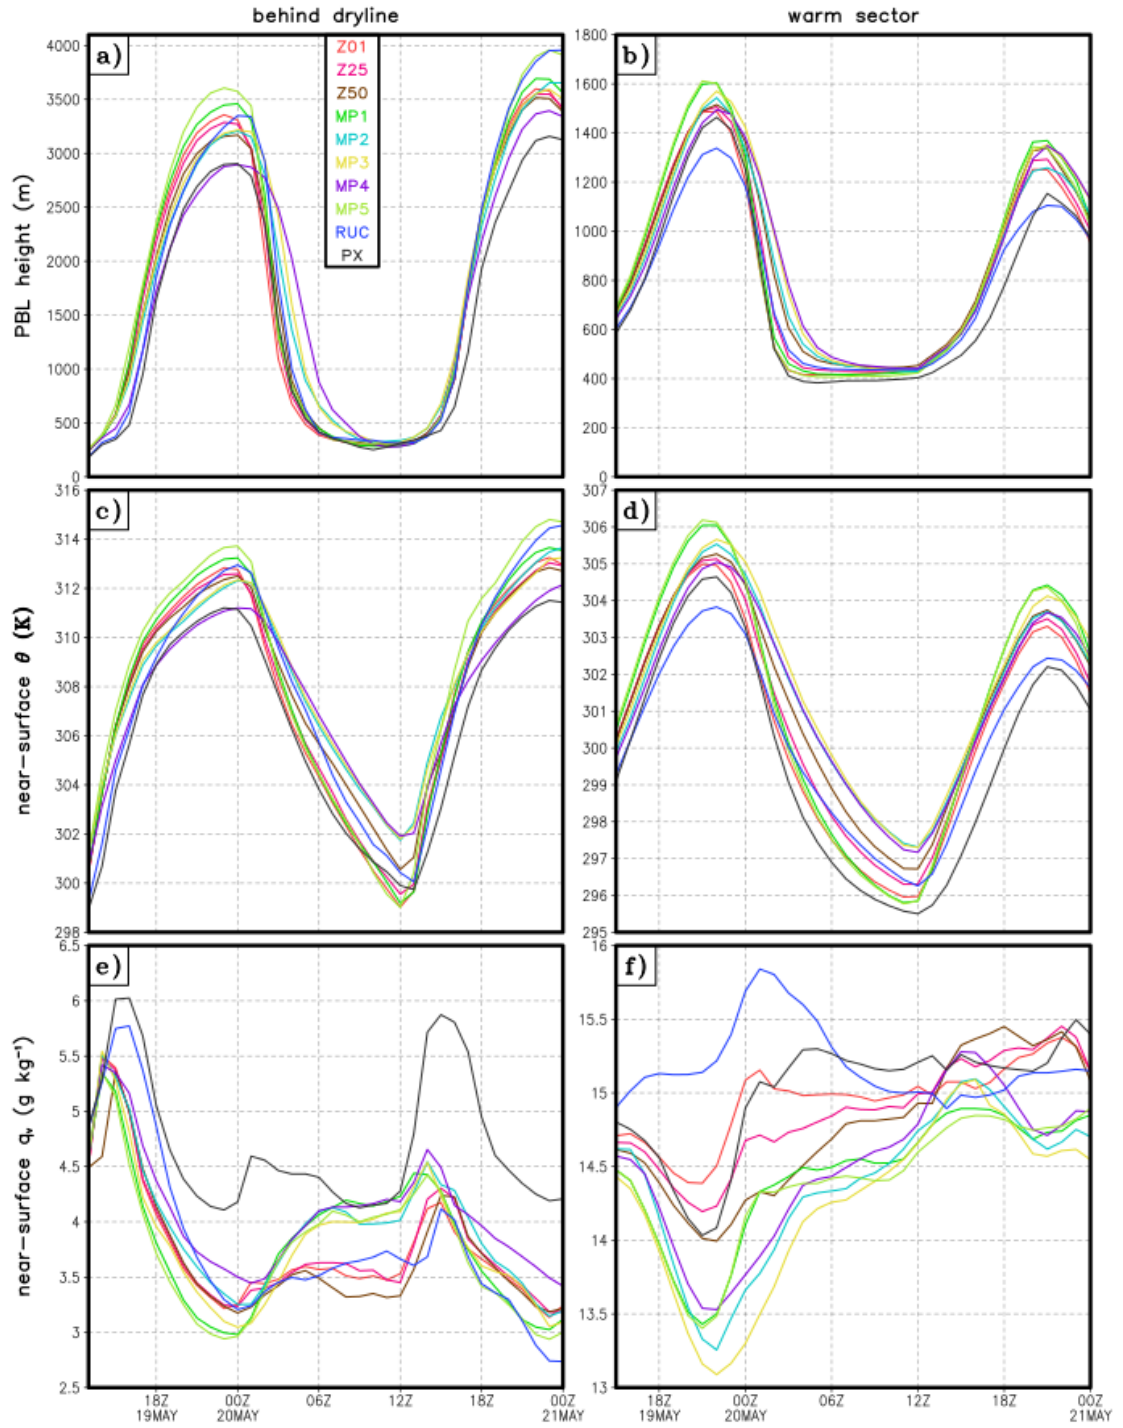 behind dryline
warm sector
a)
Z01
Z25
Z50
MP1
MP2
MP3
MP4
MP5
RUC
PX
PBL height (m)
4000
3500
3000
2500
2000
1500
1000
500
0
b)
1800
1600
1400
1200
1000
800
600
400
200
0
c)
near-surface θ (K)
316
314
312
310
308
306
304
302
300
298
d)
307
306
305
304
303
302
301
300
299
298
297
296
295
e)
near-surface qᵥ (g kg⁻¹)
6.5
6
5.5
5
4.5
4
3.5
3
2.5
18Z 00Z 06Z 12Z 18Z 00Z
19MAY 20MAY 21MAY
f)
16
15.5
15
14.5
14
13.5
13
18Z 00Z 06Z 12Z 18Z 00Z
19MAY 20MAY 21MAY